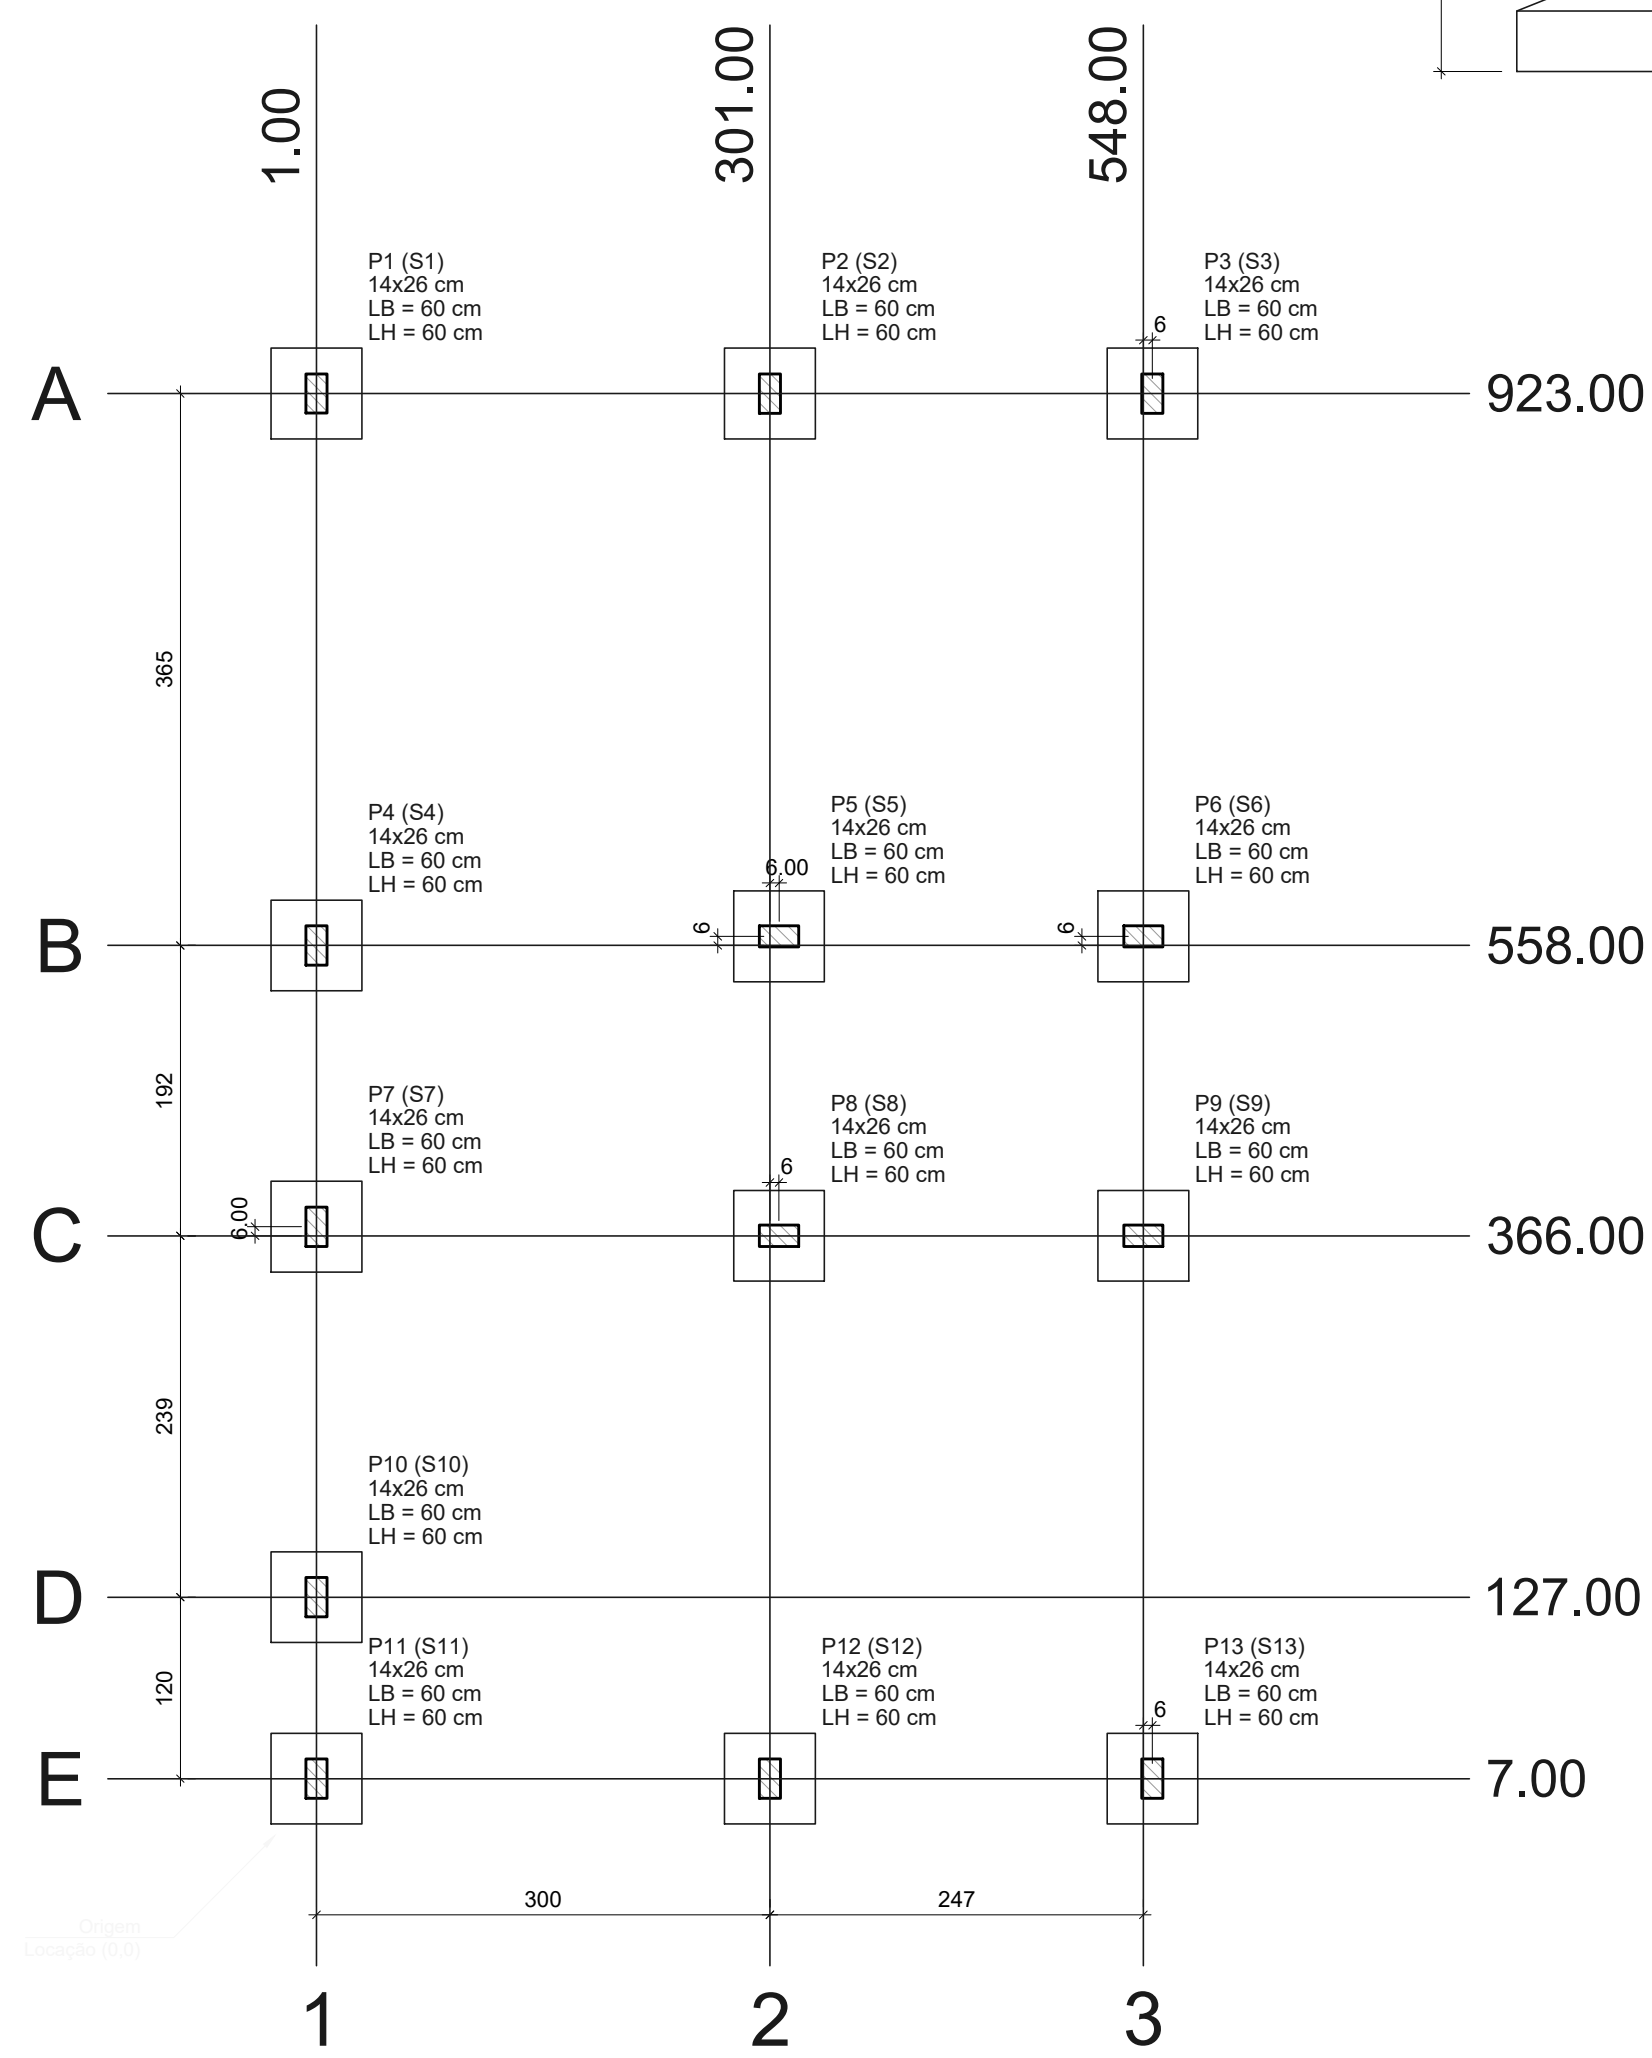 1.00
301.00
548.00
P1 (S1)
14x26 cm
LB = 60 cm
LH = 60 cm
P2 (S2)
14x26 cm
LB = 60 cm
LH = 60 cm
P3 (S3)
14x26 cm
LB = 60 cm
LH = 60 cm
6
A
923.00
365
P4 (S4)
14x26 cm
LB = 60 cm
LH = 60 cm
P5 (S5)
14x26 cm
LB = 60 cm
LH = 60 cm
6.00
6
P6 (S6)
14x26 cm
LB = 60 cm
LH = 60 cm
6
B
558.00
192
P7 (S7)
14x26 cm
LB = 60 cm
LH = 60 cm
6.00
P8 (S8)
14x26 cm
LB = 60 cm
LH = 60 cm
6
P9 (S9)
14x26 cm
LB = 60 cm
LH = 60 cm
C
366.00
239
P10 (S10)
14x26 cm
LB = 60 cm
LH = 60 cm
D
127.00
120
P11 (S11)
14x26 cm
LB = 60 cm
LH = 60 cm
P12 (S12)
14x26 cm
LB = 60 cm
LH = 60 cm
P13 (S13)
14x26 cm
LB = 60 cm
LH = 60 cm
6
E
7.00
300
247
Origem
Locação (0,0)
1
2
3